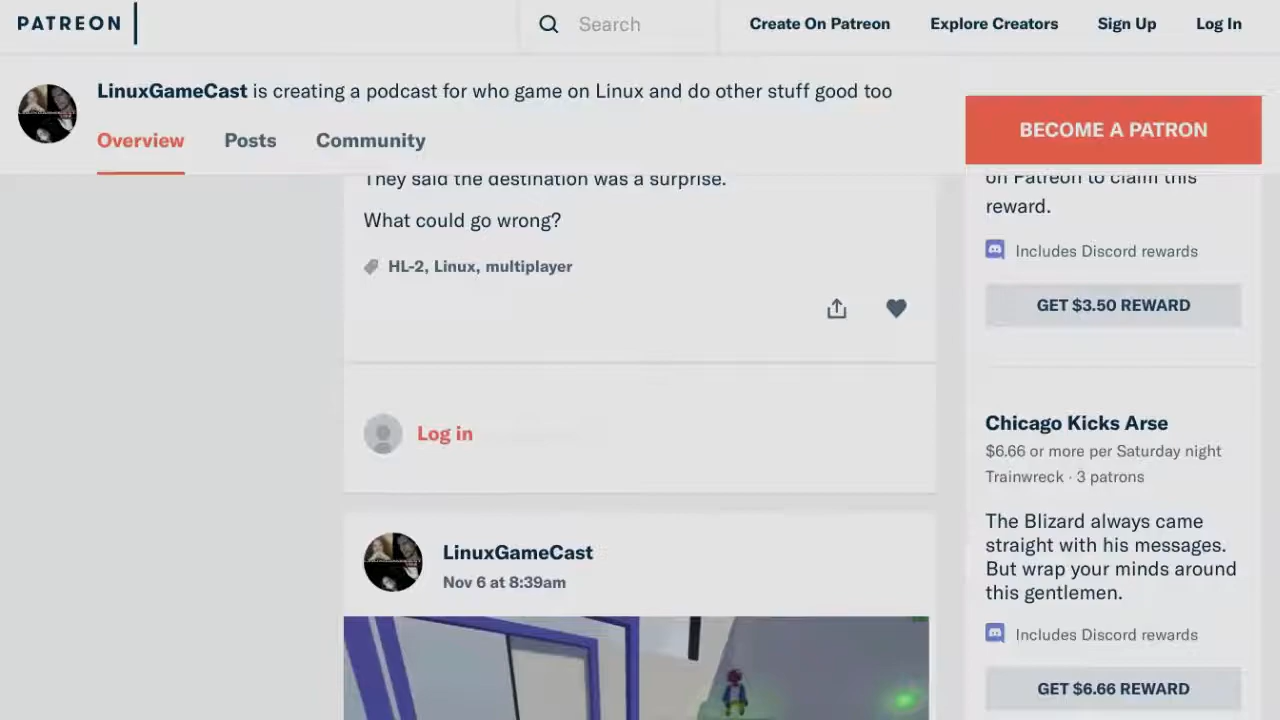 PATREON
Search
Create On Patreon
Explore Creators
Sign Up
Log In
LinuxGameCast is creating a podcast for who game on Linux and do other stuff good too
Overview
Posts
Community
BECOME A PATRON
They said the destination was a surprise.
What could go wrong?
HL-2, Linux, multiplayer
Log in
LinuxGameCast
Nov 6 at 8:39am
on Patreon to claim this
reward.
Includes Discord rewards
GET $3.50 REWARD
Chicago Kicks Arse
$6.66 or more per Saturday night
Trainwreck · 3 patrons
The Blizard always came
straight with his messages.
But wrap your minds around
this gentlemen.
Includes Discord rewards
GET $6.66 REWARD